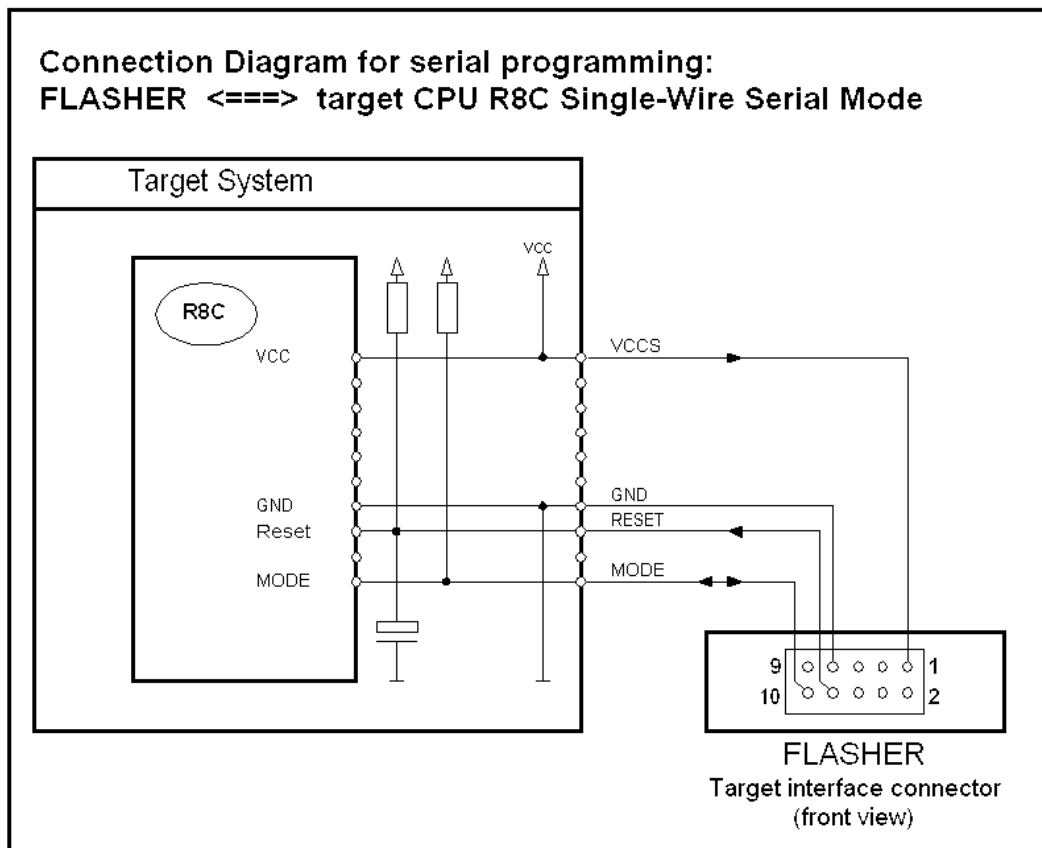 Connection Diagram for serial programming:
FLASHER <===> target CPU R8C Single-Wire Serial Mode
Target System
VCC
R8C
VCC
VCCS
GND
GND
Reset
RESET
MODE
MODE
9
1
10
2
FLASHER
Target interface connector
(front view)